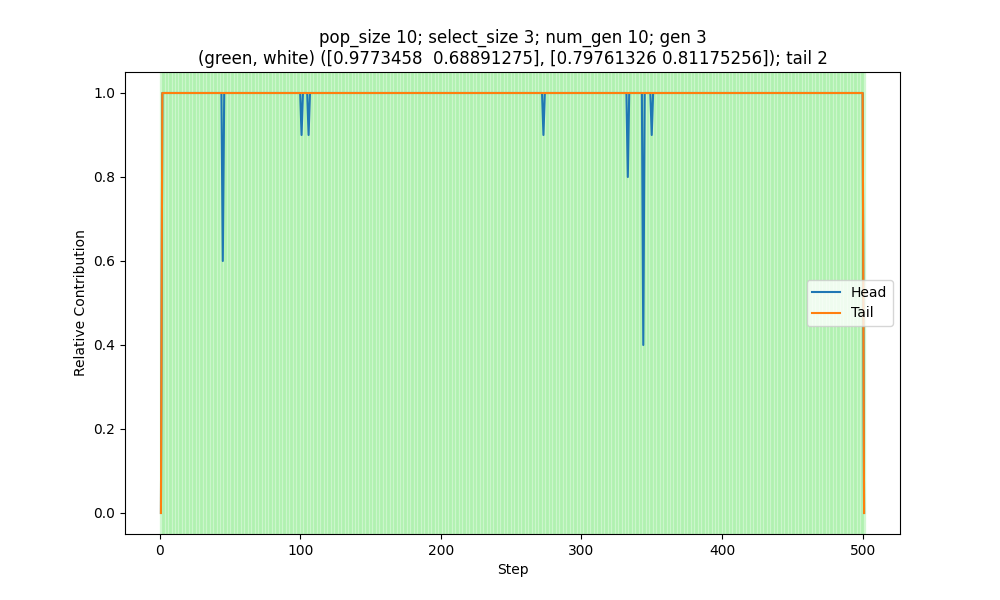 pop_size 10; select_size 3; num_gen 10; gen 3
(green, white) ([0.9773458  0.68891275], [0.79761326 0.81175256]); tail 2
1.0
0.8
0.6
0.4
0.2
0.0
Relative Contribution
Head
Tail
0
100
200
300
400
500
Step